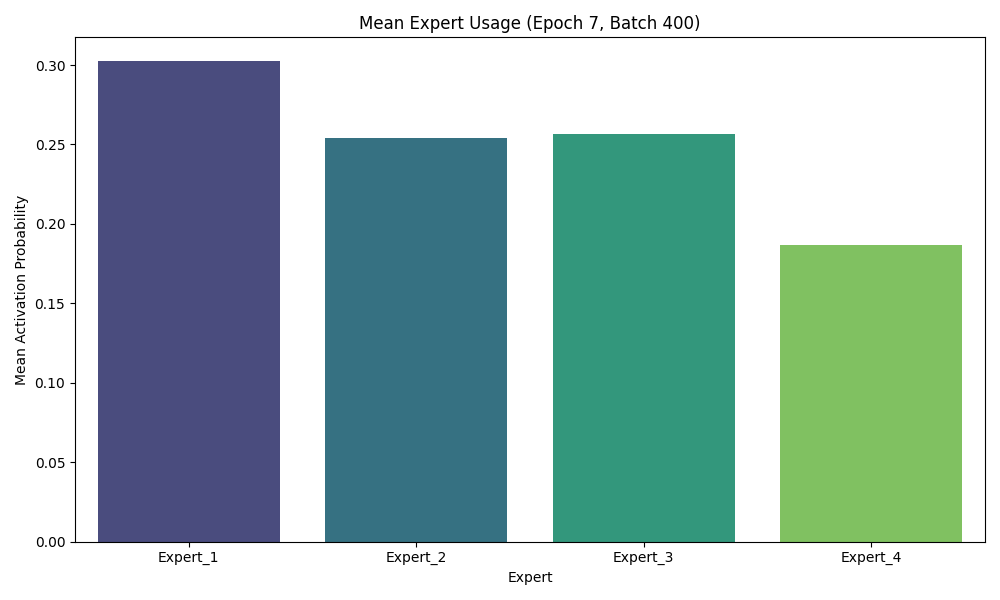 Mean Expert Usage (Epoch 7, Batch 400)
Mean Activation Probability
0.30
0.25
0.20
0.15
0.10
0.05
0.00
Expert_1 Expert_2 Expert_3 Expert_4
Expert